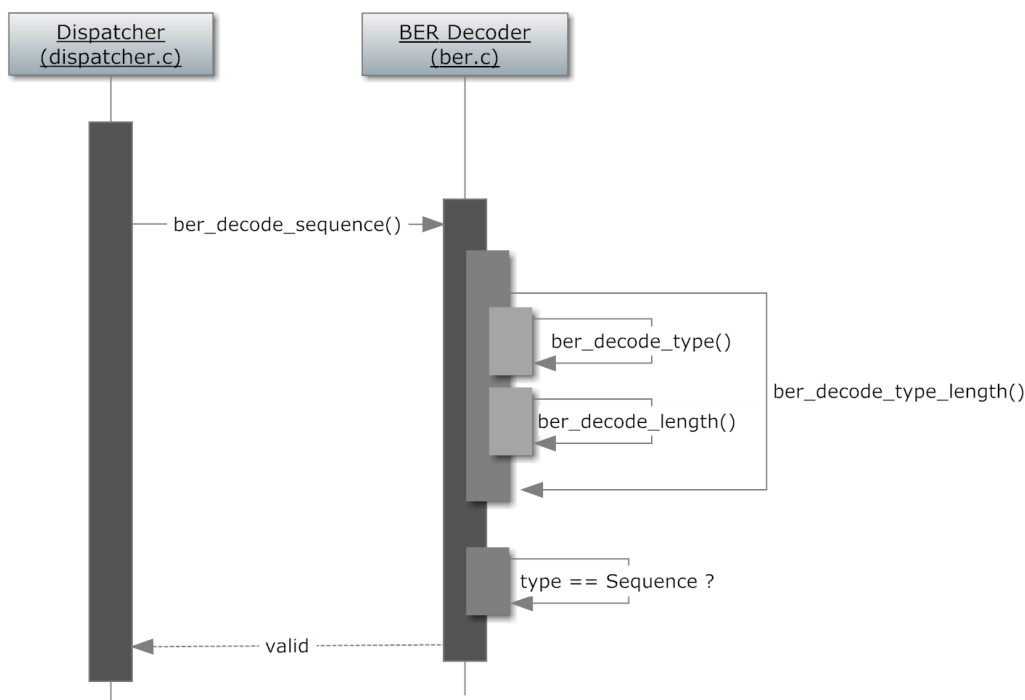 Dispatcher
(dispatcher.c)
BER Decoder
(ber.c)
ber_decode_sequence()
ber_decode_type()
ber_decode_type_length()
ber_decode_length()
type == Sequence ?
valid